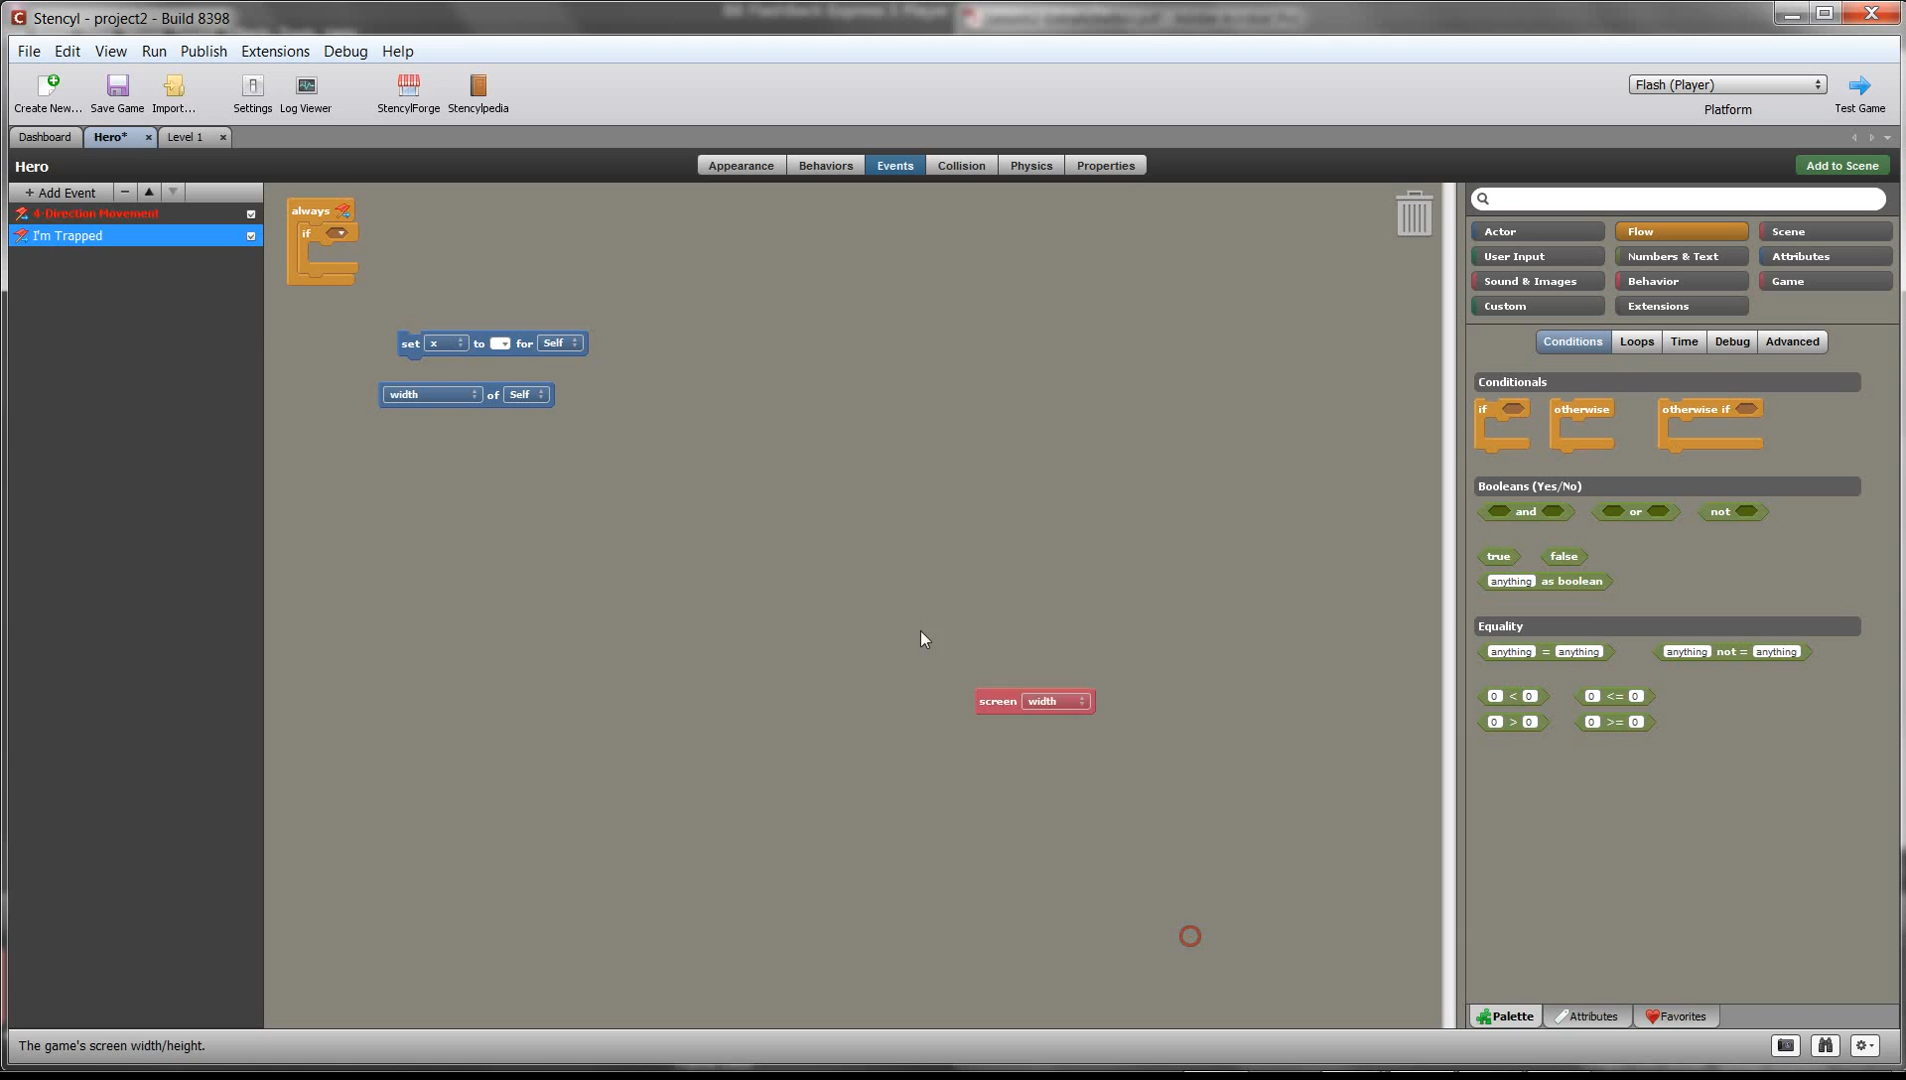 Stencyl - project2 - Build 8398
File Edit View Run Publish Extensions Debug Help
Create New... Save Game Import... Settings Log Viewer StencylForge Stencylpedia
Flash (Player)
Platform
Test Game
Dashboard Hero* Level 1
Hero
Appearance Behaviors Events Collision Physics Properties
Add to Scene
+ Add Event
4-Direction Movement
I'm Trapped
always
if
set x to for Self
width of Self
screen width
Actor Flow Scene
User Input Numbers & Text Attributes
Sound & Images Behavior Game
Custom Extensions
Conditions Loops Time Debug Advanced
Conditionals
if otherwise otherwise if
Booleans (Yes/No)
and or not
true false
anything as boolean
Equality
anything = anything anything not = anything
0 < 0 0 <= 0
0 > 0 0 >= 0
Palette Attributes Favorites
The game's screen width/height.